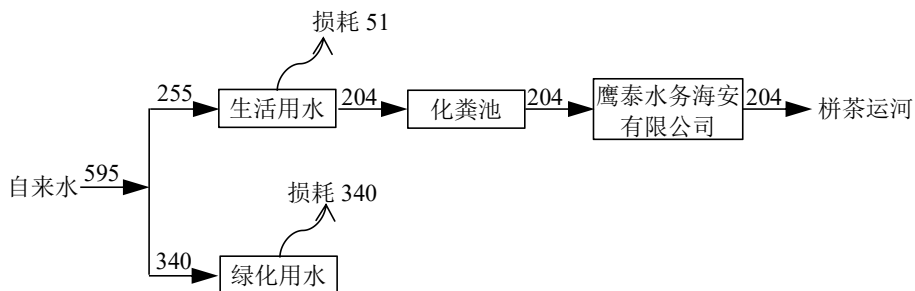 损耗 51
255
生活用水
204
化粪池
204
鹰泰水务海安
有限公司
204
栟茶运河
自来水
595
损耗 340
340
绿化用水